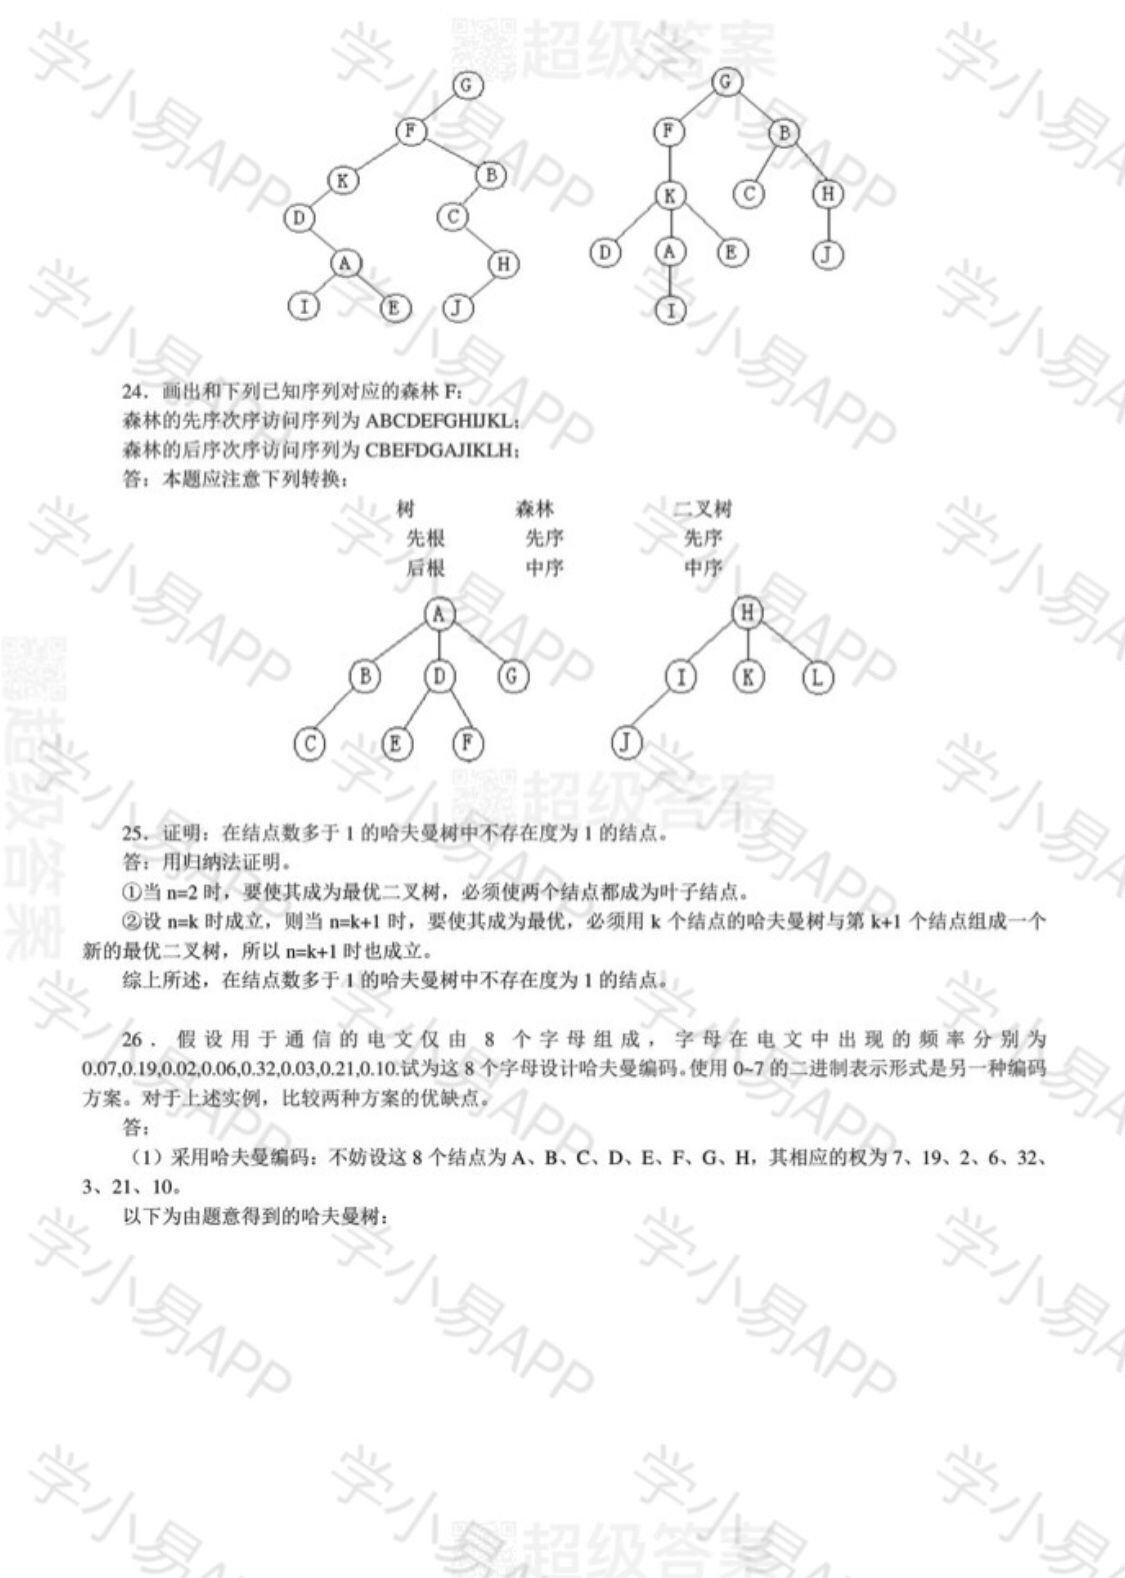 G
F
K
B
D
C
A
H
I
E
J
G
F
B
K
C
H
D
A
E
J
I
24．画出和下列已知序列对应的森林 F：
森林的先序次序访问序列为 ABCDEFGHIJKL；
森林的后序次序访问序列为 CBEFDGAJIKLH；
答：本题应注意下列转换：
树 森林 二叉树
先根 先序 先序
后根 中序 中序
A
B D G
C E F
H
I K L
J
25．证明：在结点数多于 1 的哈夫曼树中不存在度为 1 的结点。
答：用归纳法证明。
①当 n=2 时，要使其成为最优二叉树，必须使两个结点都成为叶子结点。
②设 n=k 时成立，则当 n=k+1 时，要使其成为最优，必须用 k 个结点的哈夫曼树与第 k+1 个结点组成一个
新的最优二叉树，所以 n=k+1 时也成立。
综上所述，在结点数多于 1 的哈夫曼树中不存在度为 1 的结点。
26．假设用于通信的电文仅由 8 个字母组成，字母在电文中出现的频率分别为
0.07,0.19,0.02,0.06,0.32,0.03,0.21,0.10.试为这 8 个字母设计哈夫曼编码。使用 0~7 的二进制表示形式是另一种编码
方案。对于上述实例，比较两种方案的优缺点。
答：
（1）采用哈夫曼编码：不妨设这 8 个结点为 A、B、C、D、E、F、G、H，其相应的权为 7、19、2、6、32、
3、21、10。
以下为由题意得到的哈夫曼树：
学小易APP
超级答案